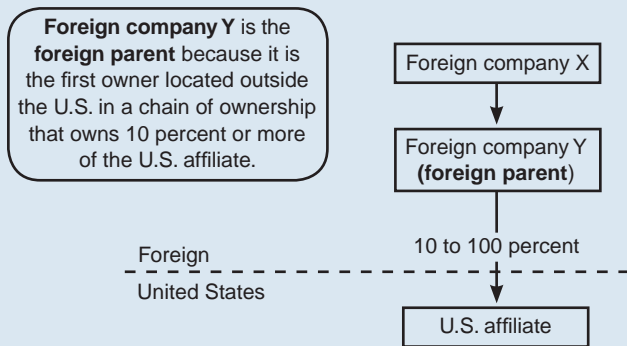 Foreign company Y is the
foreign parent because it is
the first owner located outside
the U.S. in a chain of ownership
that owns 10 percent or more
of the U.S. affiliate.
Foreign company X
Foreign company Y
(foreign parent)
10 to 100 percent
Foreign
United States
U.S. affiliate